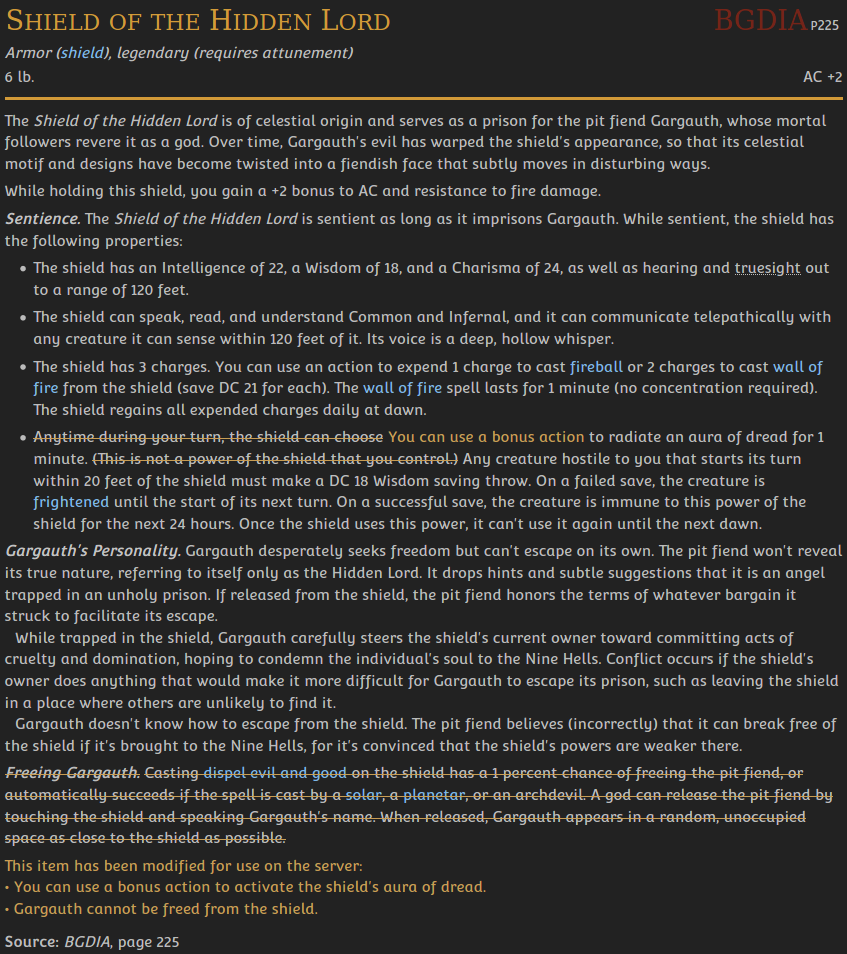 SHIELD OF THE HIDDEN LORD BGDIA P225
Armor (shield), legendary (requires attunement)
6 lb. AC +2
The Shield of the Hidden Lord is of celestial origin and serves as a prison for the pit fiend Gargauth, whose mortal
followers revere it as a god. Over time, Gargauth's evil has warped the shield's appearance, so that its celestial
motif and designs have become twisted into a fiendish face that subtly moves in disturbing ways.
While holding this shield, you gain a +2 bonus to AC and resistance to fire damage.
Sentience. The Shield of the Hidden Lord is sentient as long as it imprisons Gargauth. While sentient, the shield has
the following properties:
• The shield has an Intelligence of 22, a Wisdom of 18, and a Charisma of 24, as well as hearing and truesight out
to a range of 120 feet.
• The shield can speak, read, and understand Common and Infernal, and it can communicate telepathically with
any creature it can sense within 120 feet of it. Its voice is a deep, hollow whisper.
• The shield has 3 charges. You can use an action to expend 1 charge to cast fireball or 2 charges to cast wall of
fire from the shield (save DC 21 for each). The wall of fire spell lasts for 1 minute (no concentration required).
The shield regains all expended charges daily at dawn.
• Anytime during your turn, the shield can choose You can use a bonus action to radiate an aura of dread for 1
minute. (This is not a power of the shield that you control.) Any creature hostile to you that starts its turn
within 20 feet of the shield must make a DC 18 Wisdom saving throw. On a failed save, the creature is
frightened until the start of its next turn. On a successful save, the creature is immune to this power of the
shield for the next 24 hours. Once the shield uses this power, it can't use it again until the next dawn.
Gargauth's Personality. Gargauth desperately seeks freedom but can't escape on its own. The pit fiend won't reveal
its true nature, referring to itself only as the Hidden Lord. It drops hints and subtle suggestions that it is an angel
trapped in an unholy prison. If released from the shield, the pit fiend honors the terms of whatever bargain it
struck to facilitate its escape.
While trapped in the shield, Gargauth carefully steers the shield's current owner toward committing acts of
cruelty and domination, hoping to condemn the individual's soul to the Nine Hells. Conflict occurs if the shield's
owner does anything that would make it more difficult for Gargauth to escape its prison, such as leaving the shield
in a place where others are unlikely to find it.
Gargauth doesn't know how to escape from the shield. The pit fiend believes (incorrectly) that it can break free of
the shield if it's brought to the Nine Hells, for it's convinced that the shield's powers are weaker there.
Freeing Gargauth. Casting dispel evil and good on the shield has a 1 percent chance of freeing the pit fiend, or
automatically succeeds if the spell is cast by a solar, a planetar, or an archdevil. A god can release the pit fiend by
touching the shield and speaking Gargauth's name. When released, Gargauth appears in a random, unoccupied
space as close to the shield as possible.
This item has been modified for use on the server:
• You can use a bonus action to activate the shield's aura of dread.
• Gargauth cannot be freed from the shield.
Source: BGDIA, page 225